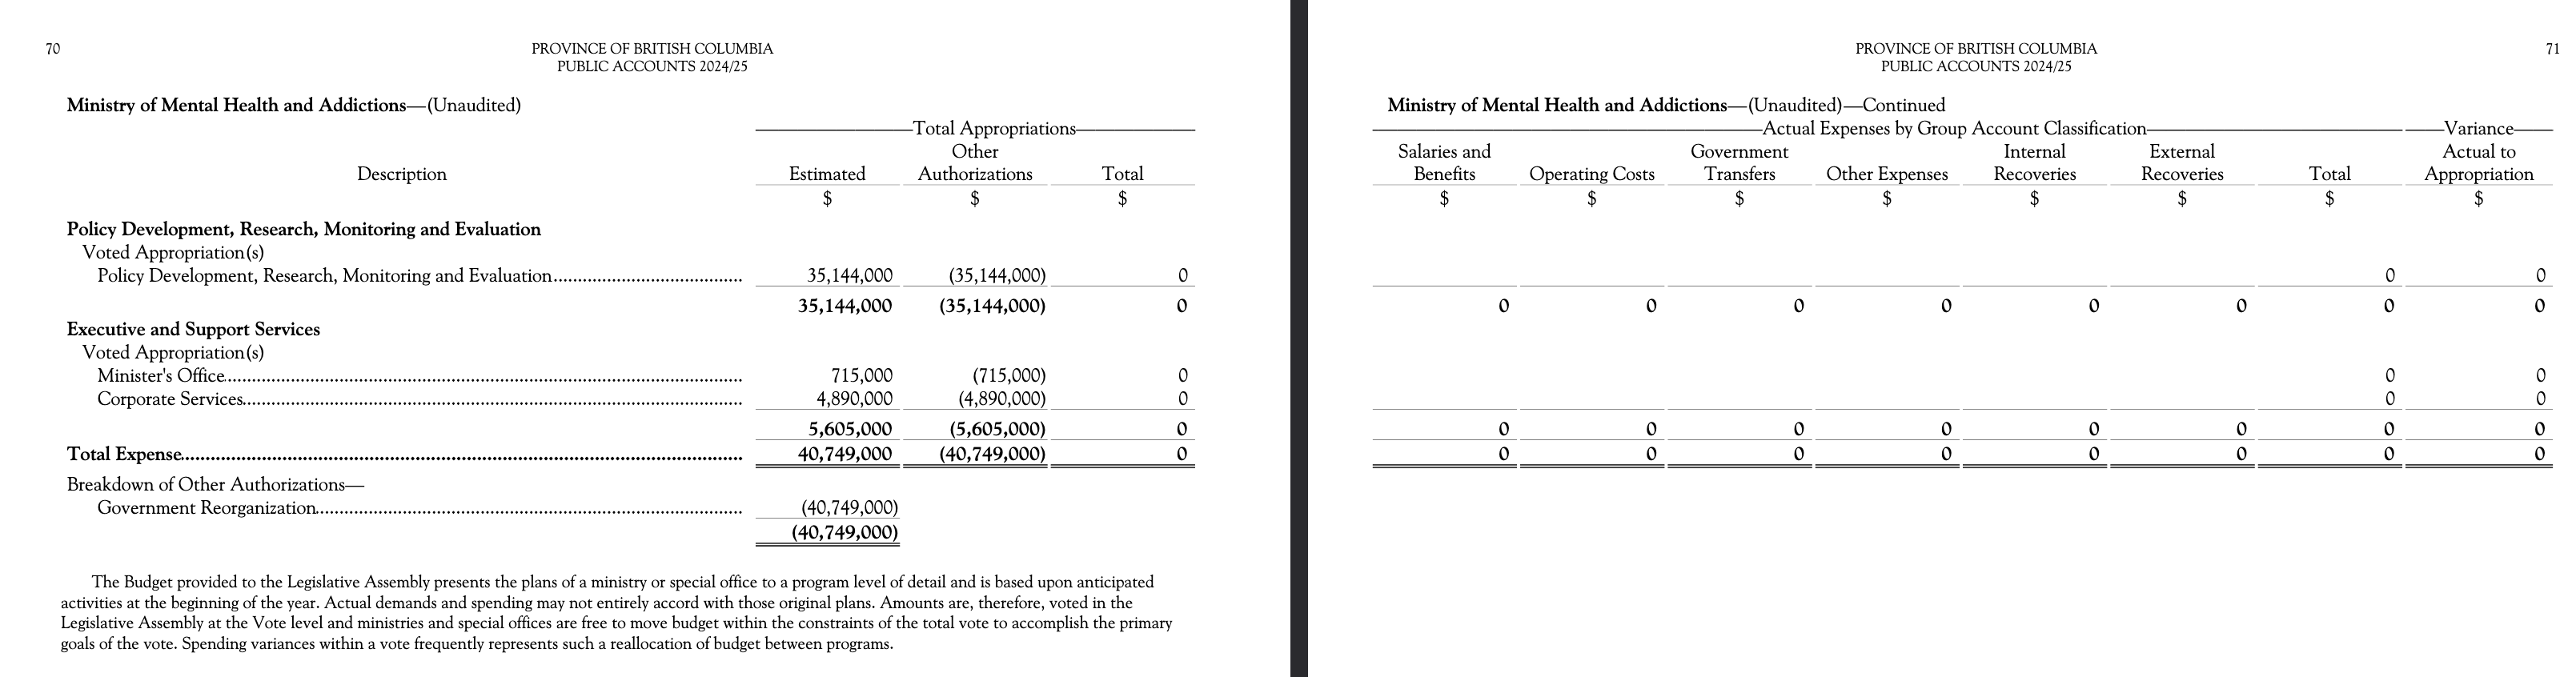 70
PROVINCE OF BRITISH COLUMBIA
PUBLIC ACCOUNTS 2024/25
Ministry of Mental Health and Addictions—(Unaudited)
Total Appropriations
Other
Description Estimated Authorizations Total
$ $ $
Policy Development, Research, Monitoring and Evaluation
Voted Appropriation(s)
Policy Development, Research, Monitoring and Evaluation 35,144,000 (35,144,000) 0
35,144,000 (35,144,000) 0
Executive and Support Services
Voted Appropriation(s)
Minister's Office 715,000 (715,000) 0
Corporate Services 4,890,000 (4,890,000) 0
5,605,000 (5,605,000) 0
Total Expense 40,749,000 (40,749,000) 0
Breakdown of Other Authorizations—
Government Reorganization (40,749,000)
(40,749,000)
The Budget provided to the Legislative Assembly presents the plans of a ministry or special office to a program level of detail and is based upon anticipated
activities at the beginning of the year. Actual demands and spending may not entirely accord with those original plans. Amounts are, therefore, voted in the
Legislative Assembly at the Vote level and ministries and special offices are free to move budget within the constraints of the total vote to accomplish the primary
goals of the vote. Spending variances within a vote frequently represents such a reallocation of budget between programs.
PROVINCE OF BRITISH COLUMBIA
71
PUBLIC ACCOUNTS 2024/25
Ministry of Mental Health and Addictions—(Unaudited)—Continued
Actual Expenses by Group Account Classification Variance
Salaries and Government Internal External Actual to
Benefits Operating Costs Transfers Other Expenses Recoveries Recoveries Total Appropriation
$ $ $ $ $ $ $ $
0 0
0 0 0 0 0 0 0 0
0 0
0 0
0 0 0 0 0 0 0 0
0 0 0 0 0 0 0 0